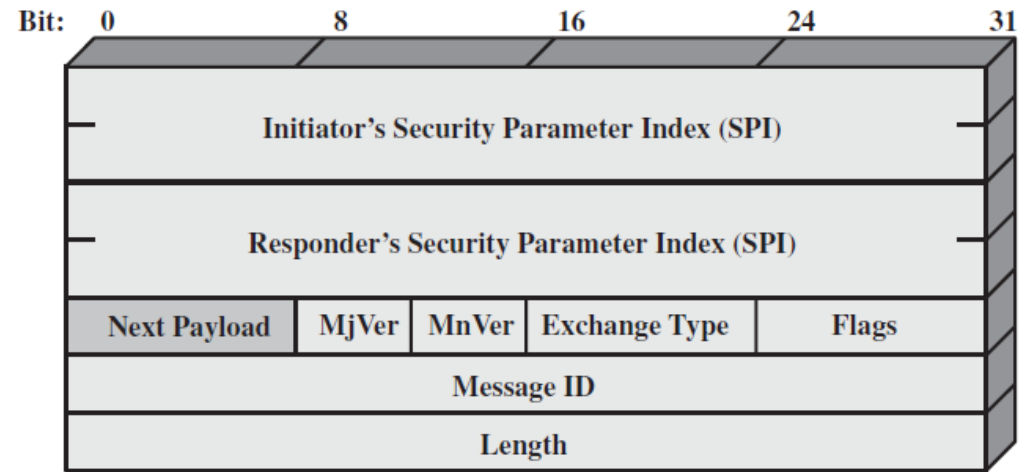 Bit: 0 8 16 24 31
Initiator’s Security Parameter Index (SPI)
Responder’s Security Parameter Index (SPI)
Next Payload MjVer MnVer Exchange Type Flags
Message ID
Length